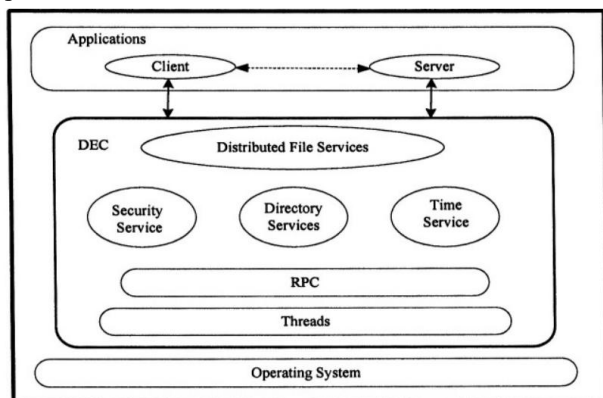 Applications
Client
Server
DEC
Distributed File Services
Security
Service
Directory
Services
Time
Service
RPC
Threads
Operating System